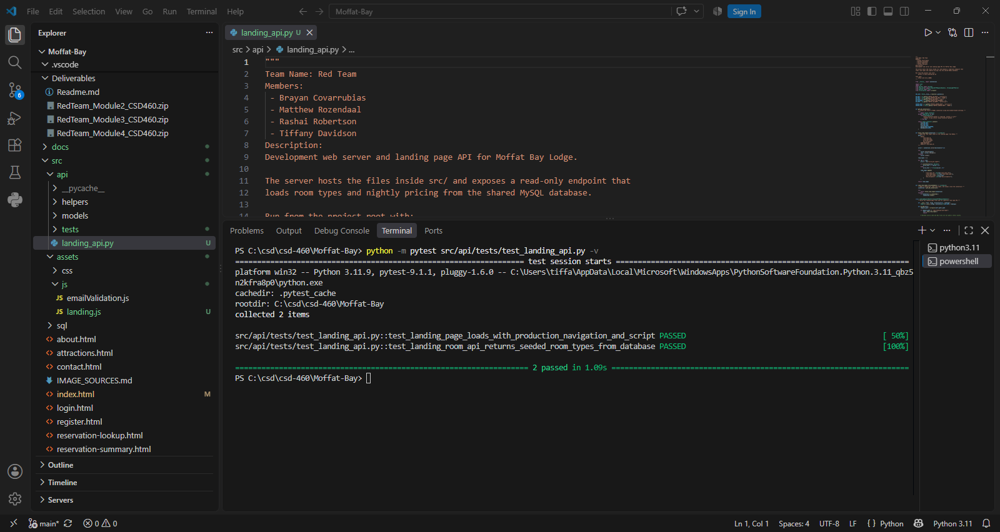 File Edit Selection View Go Run Terminal Help
Moffat-Bay
Sign In
Explorer
Moffat-Bay
.vscode
Deliverables
Readme.md
RedTeam_Module2_CSD460.zip
RedTeam_Module3_CSD460.zip
RedTeam_Module4_CSD460.zip
docs
src
api
__pycache__
helpers
models
tests
landing_api.py U
assets
css
js
JS emailValidation.js
JS landing.js U
sql
about.html
attractions.html
contact.html
IMAGE_SOURCES.md
index.html M
login.html
register.html
reservation-lookup.html
reservation-summary.html
Outline
Timeline
Servers
6
landing_api.py U
src > api > landing_api.py > ...
1 """
2 Team Name: Red Team
3 Members:
4 - Brayan Covarrubias
5 - Matthew Rozendaal
6 - Rashai Robertson
7 - Tiffany Davidson
8 Description:
9 Development web server and landing page API for Moffat Bay Lodge.
10
11 The server hosts the files inside src/ and exposes a read-only endpoint that
12 loads room types and nightly pricing from the shared MySQL database.
13
14 Run from the project root with:
Problems Output Debug Console Terminal Ports
PS C:\csd\csd-460\Moffat-Bay> python -m pytest src/api/tests/test_landing_api.py -v
================================================================== test session starts ===================================================================
platform win32 -- Python 3.11.9, pytest-9.1.1, pluggy-1.6.0 -- C:\Users\tiffa\AppData\Local\Microsoft\WindowsApps\PythonSoftwareFoundation.Python.3.11_qbz5
n2kfra8p0\python.exe
cachedir: .pytest_cache
rootdir: C:\csd\csd-460\Moffat-Bay
collected 2 items
src/api/tests/test_landing_api.py::test_landing_page_loads_with_production_navigation_and_script PASSED [ 50%]
src/api/tests/test_landing_api.py::test_landing_room_api_returns_seeded_room_types_from_database PASSED [100%]
=================================================================== 2 passed in 1.09s ====================================================================
PS C:\csd\csd-460\Moffat-Bay>
python3.11
powershell
main* 0 0
Ln 1, Col 1 Spaces: 4 UTF-8 LF { } Python Python 3.11